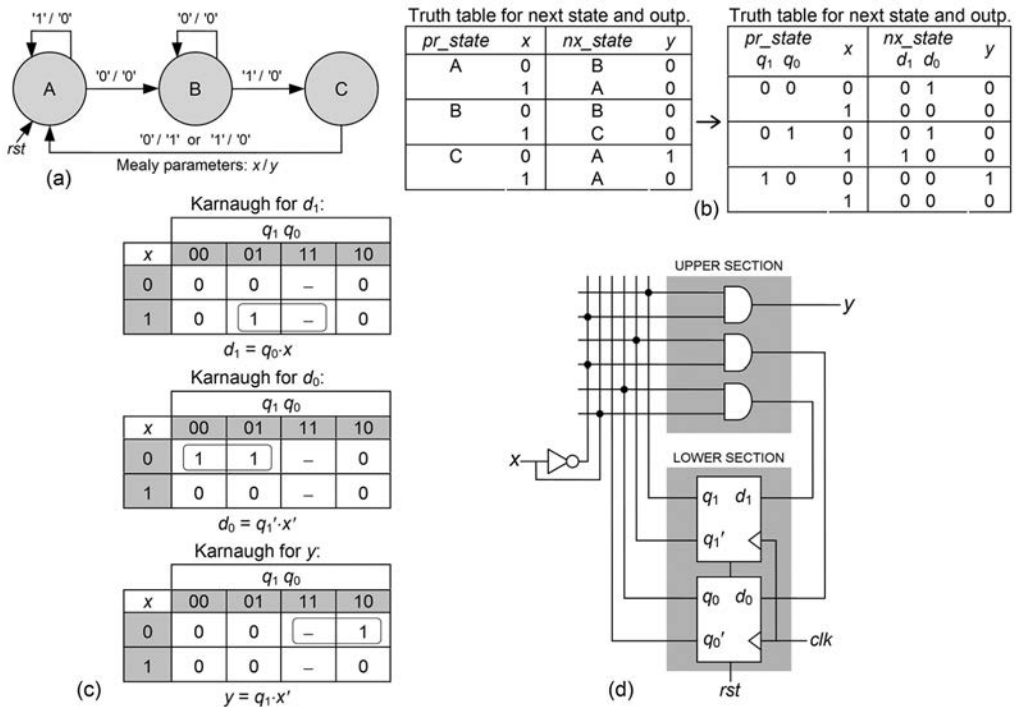 (a)
'1' / '0'
'0' / '0'
A
'0' / '0'
B
'1' / '0'
C
rst
'0' / '1' or '1' / '0'
Mealy parameters: x / y
Truth table for next state and outp.
pr_state x nx_state y
A 0 B 0
1 A 0
B 0 B 0
1 C 0
C 0 A 1
1 A 0
(b)
Truth table for next state and outp.
pr_state x nx_state y
q1 q0 d1 d0
0 0 0 0 1 0
1 0 0 0
0 1 0 0 1 0
1 1 0 0
1 0 0 0 0 1
1 0 0 0
(c)
Karnaugh for d1:
q1 q0
x 00 01 11 10
0 0 0 – 0
1 0 1 – 0
d1 = q0·x
Karnaugh for d0:
q1 q0
x 00 01 11 10
0 1 1 – 0
1 0 0 – 0
d0 = q1'·x'
Karnaugh for y:
q1 q0
x 00 01 11 10
0 0 0 – 1
1 0 0 – 0
y = q1·x'
(d)
UPPER SECTION
y
x
LOWER SECTION
q1 d1
q1'
q0 d0
q0'
clk
rst